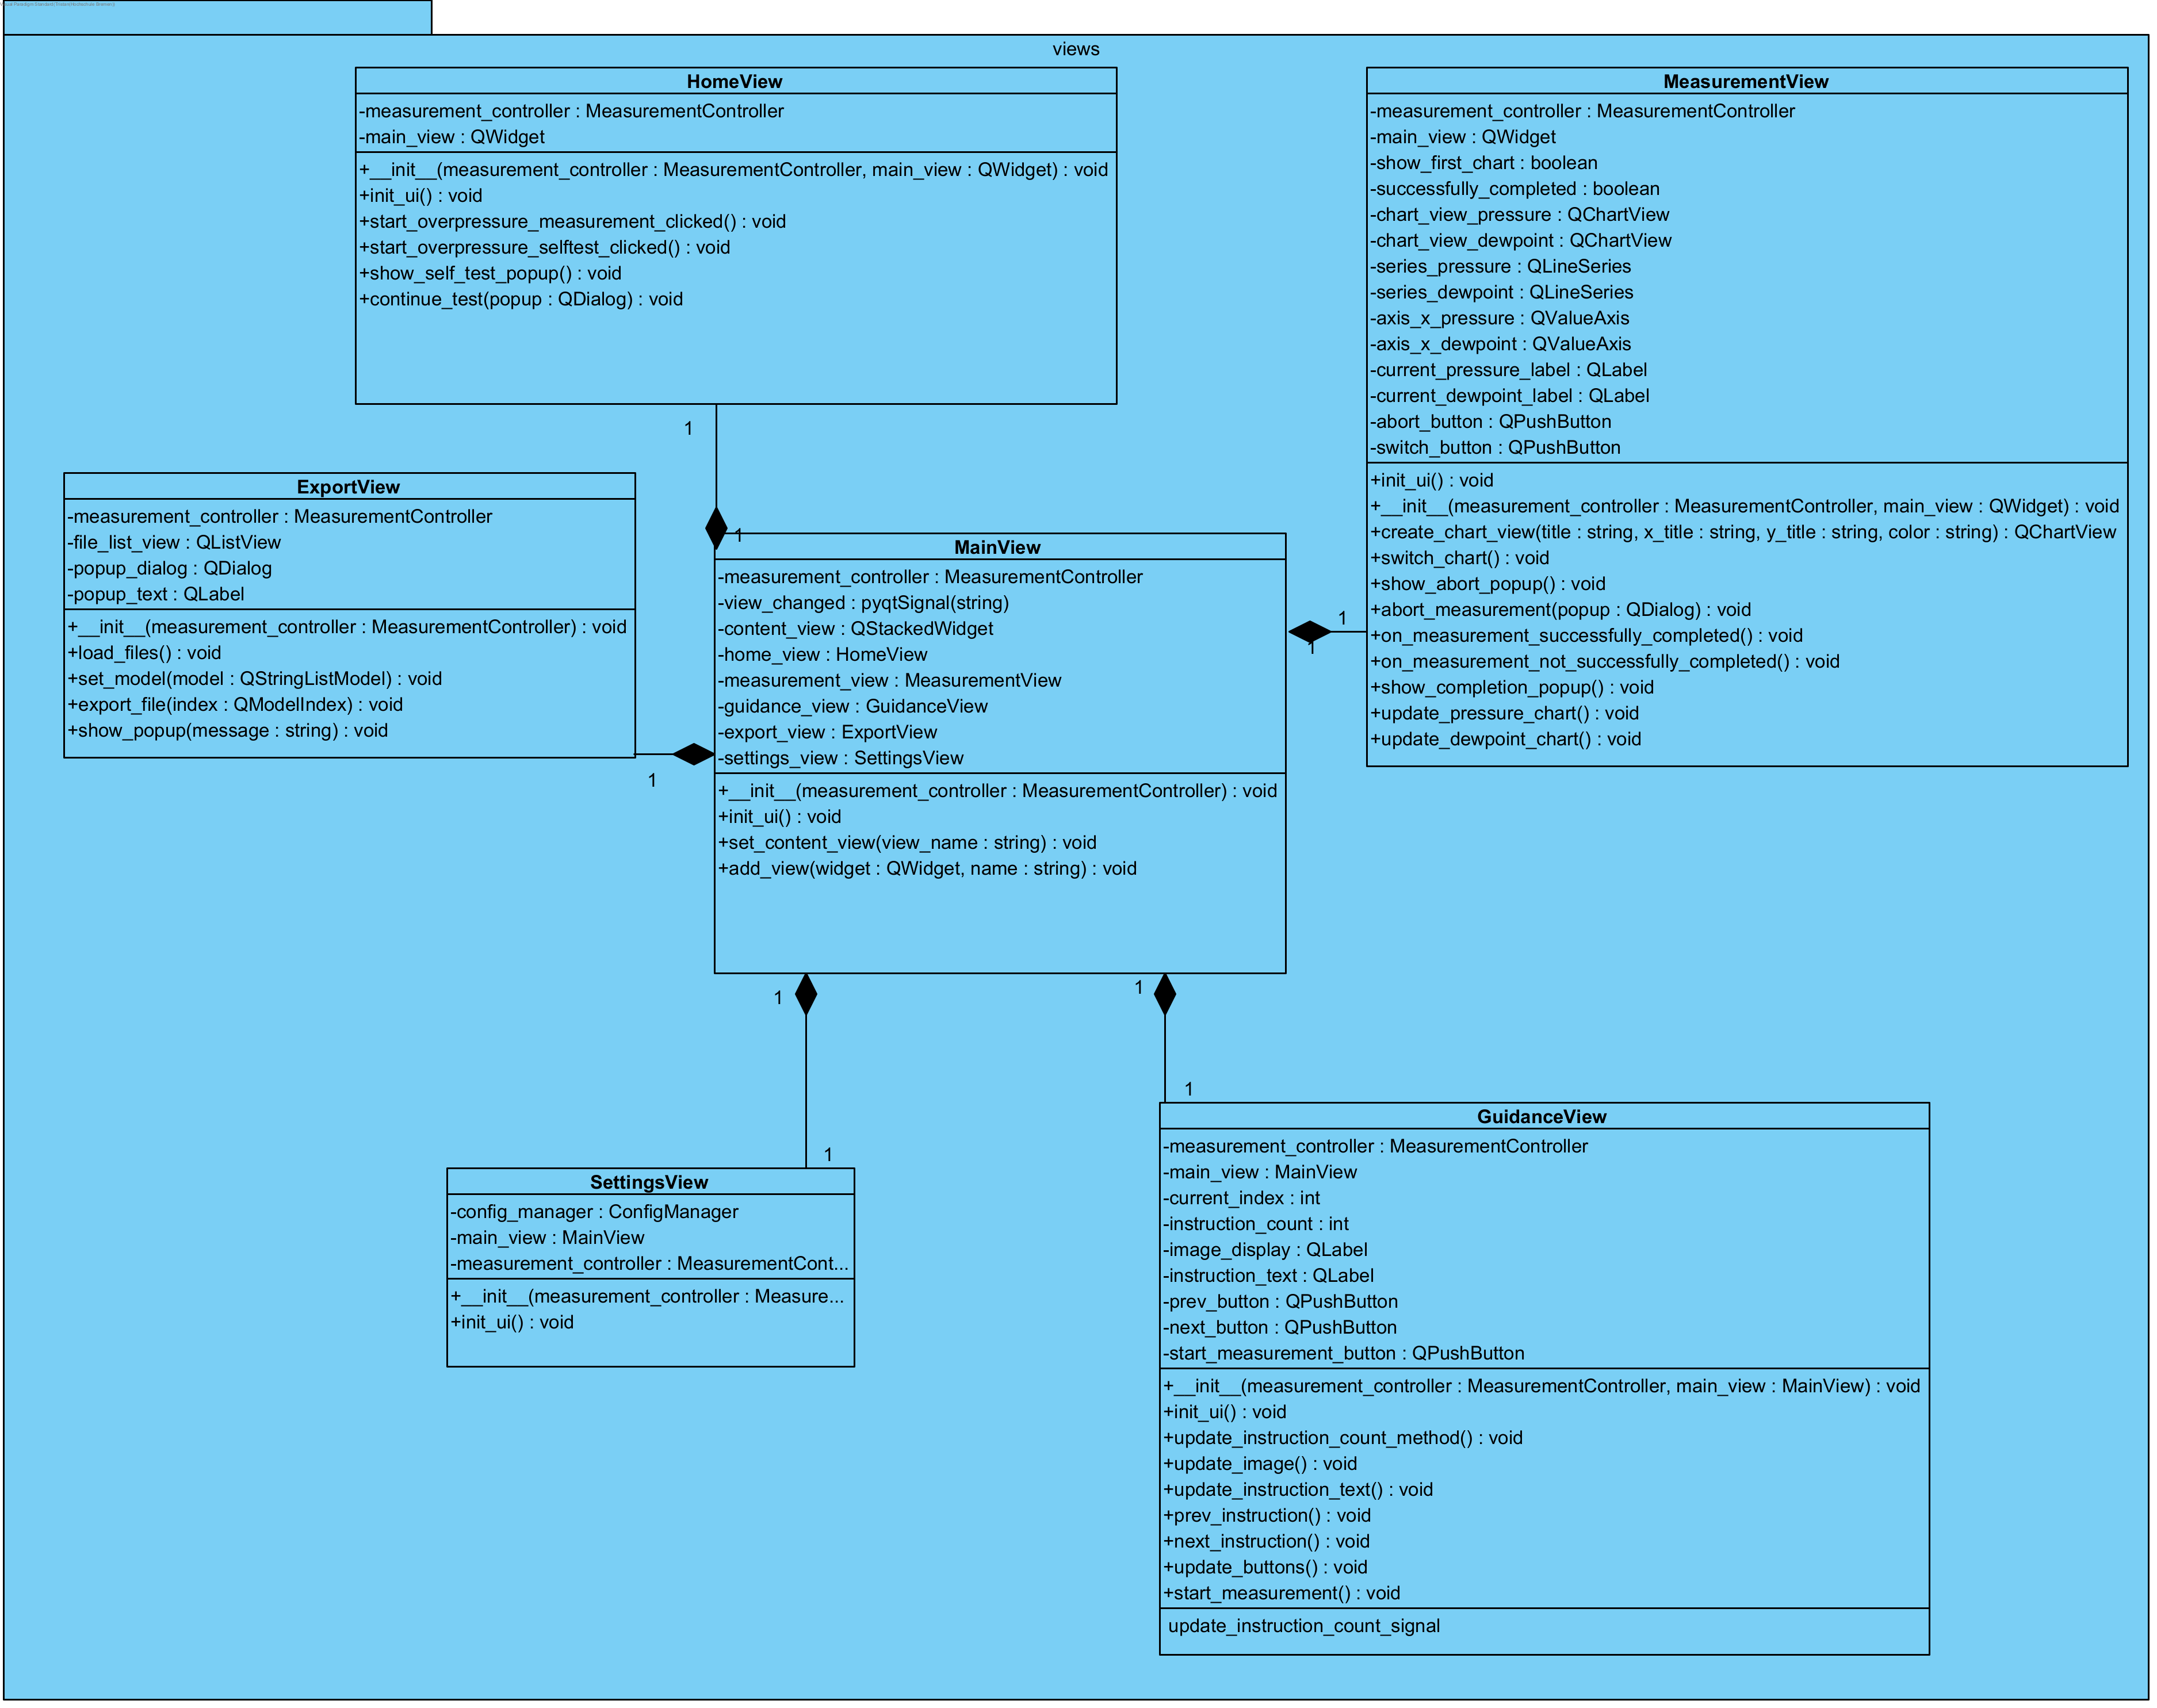 views
HomeView
-measurement_controller : MeasurementController
-main_view : QWidget
+__init__(measurement_controller : MeasurementController, main_view : QWidget) : void
+init_ui() : void
+start_overpressure_measurement_clicked() : void
+start_overpressure_selftest_clicked() : void
+show_self_test_popup() : void
+continue_test(popup : QDialog) : void
1
1
MeasurementView
-measurement_controller : MeasurementController
-main_view : QWidget
-show_first_chart : boolean
-successfully_completed : boolean
-chart_view_pressure : QChartView
-chart_view_dewpoint : QChartView
-series_pressure : QLineSeries
-series_dewpoint : QLineSeries
-axis_x_pressure : QValueAxis
-axis_x_dewpoint : QValueAxis
-current_pressure_label : QLabel
-current_dewpoint_label : QLabel
-abort_button : QPushButton
-switch_button : QPushButton
+init_ui() : void
+__init__(measurement_controller : MeasurementController, main_view : QWidget) : void
+create_chart_view(title : string, x_title : string, y_title : string, color : string) : QChartView
+switch_chart() : void
+show_abort_popup() : void
+abort_measurement(popup : QDialog) : void
+on_measurement_successfully_completed() : void
+on_measurement_not_successfully_completed() : void
+show_completion_popup() : void
+update_pressure_chart() : void
+update_dewpoint_chart() : void
1
1
ExportView
-measurement_controller : MeasurementController
-file_list_view : QListView
-popup_dialog : QDialog
-popup_text : QLabel
+__init__(measurement_controller : MeasurementController) : void
+load_files() : void
+set_model(model : QStringListModel) : void
+export_file(index : QModelIndex) : void
+show_popup(message : string) : void
1
MainView
-measurement_controller : MeasurementController
-view_changed : pyqtSignal(string)
-content_view : QStackedWidget
-home_view : HomeView
-measurement_view : MeasurementView
-guidance_view : GuidanceView
-export_view : ExportView
-settings_view : SettingsView
+__init__(measurement_controller : MeasurementController) : void
+init_ui() : void
+set_content_view(view_name : string) : void
+add_view(widget : QWidget, name : string) : void
1
1
1
1
SettingsView
-config_manager : ConfigManager
-main_view : MainView
-measurement_controller : MeasurementCont...
+__init__(measurement_controller : Measure...
+init_ui() : void
GuidanceView
-measurement_controller : MeasurementController
-main_view : MainView
-current_index : int
-instruction_count : int
-image_display : QLabel
-instruction_text : QLabel
-prev_button : QPushButton
-next_button : QPushButton
-start_measurement_button : QPushButton
+__init__(measurement_controller : MeasurementController, main_view : MainView) : void
+init_ui() : void
+update_instruction_count_method() : void
+update_image() : void
+update_instruction_text() : void
+prev_instruction() : void
+next_instruction() : void
+update_buttons() : void
+start_measurement() : void
update_instruction_count_signal